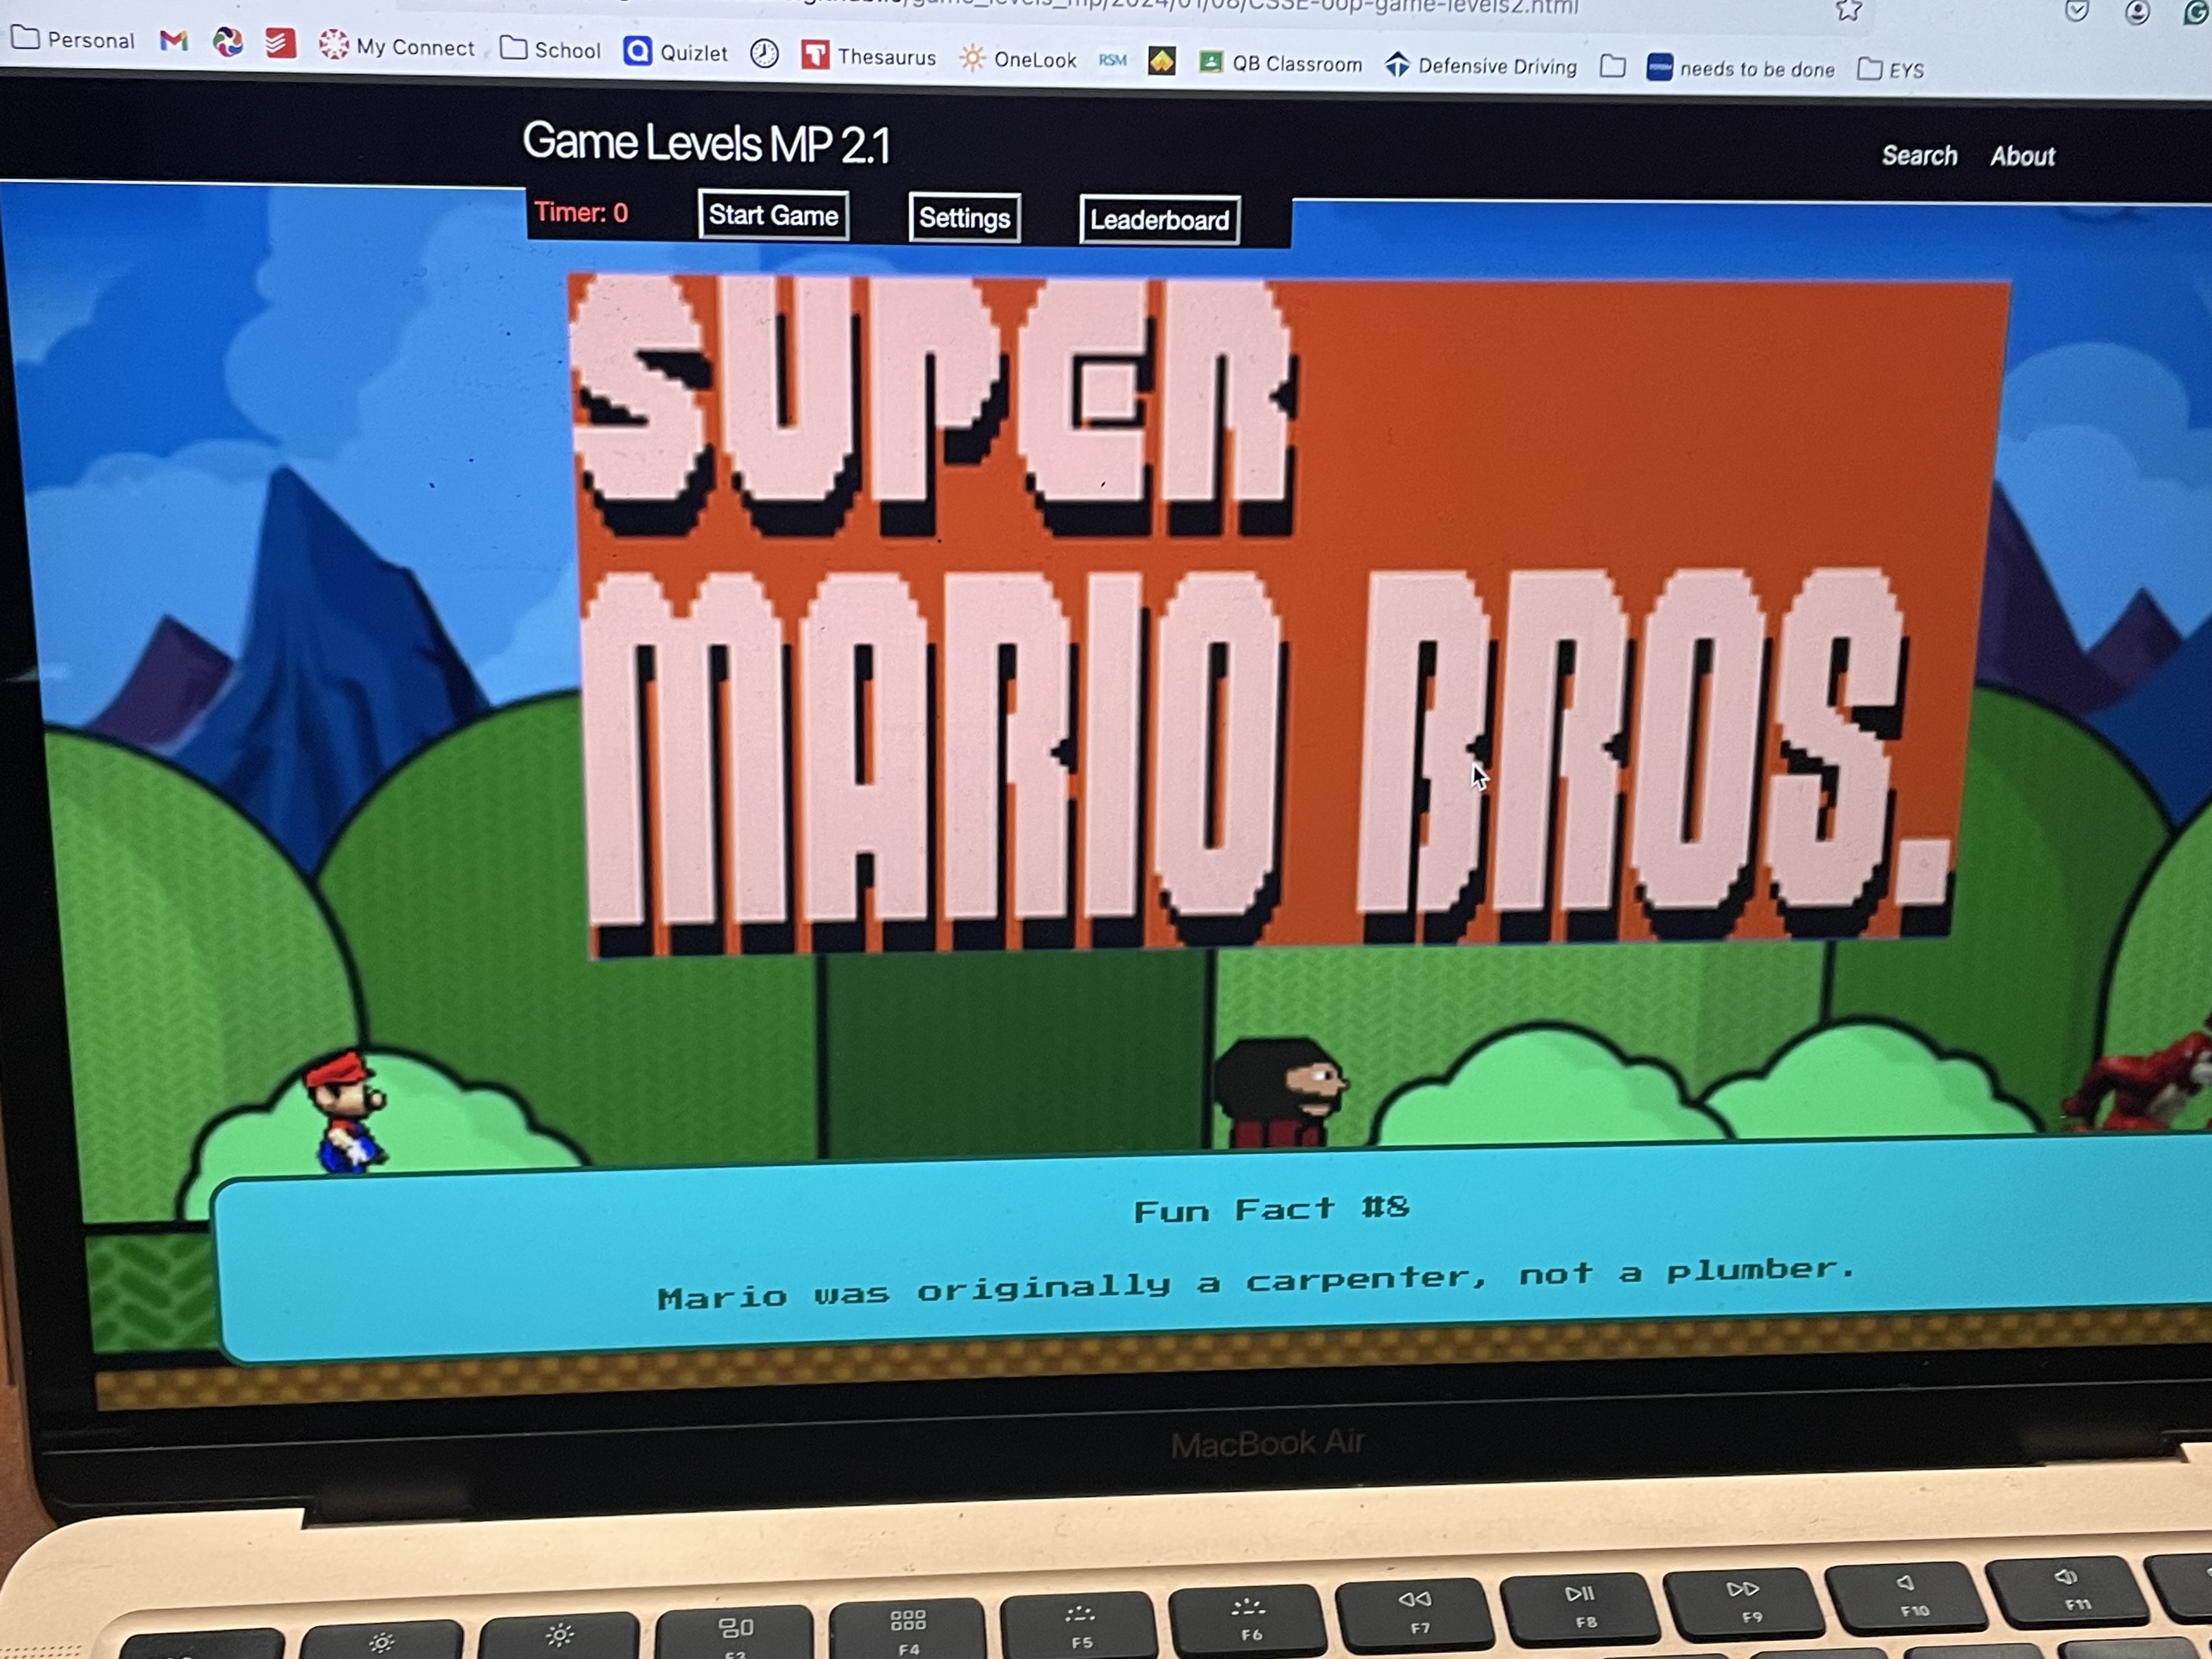 game_levels_mp/2024/01/08/CSSE-oop-game-levels2.html
Personal My Connect School Quizlet Thesaurus OneLook RSM QB Classroom Defensive Driving needs to be done EYS
Game Levels MP 2.1
Search About
Timer: 0 Start Game Settings Leaderboard
SUPER
MARIO BROS.
Fun Fact #8
Mario was originally a carpenter, not a plumber.
MacBook Air
F3 F4 F5 F6 F7 F8 F9 F10 F11